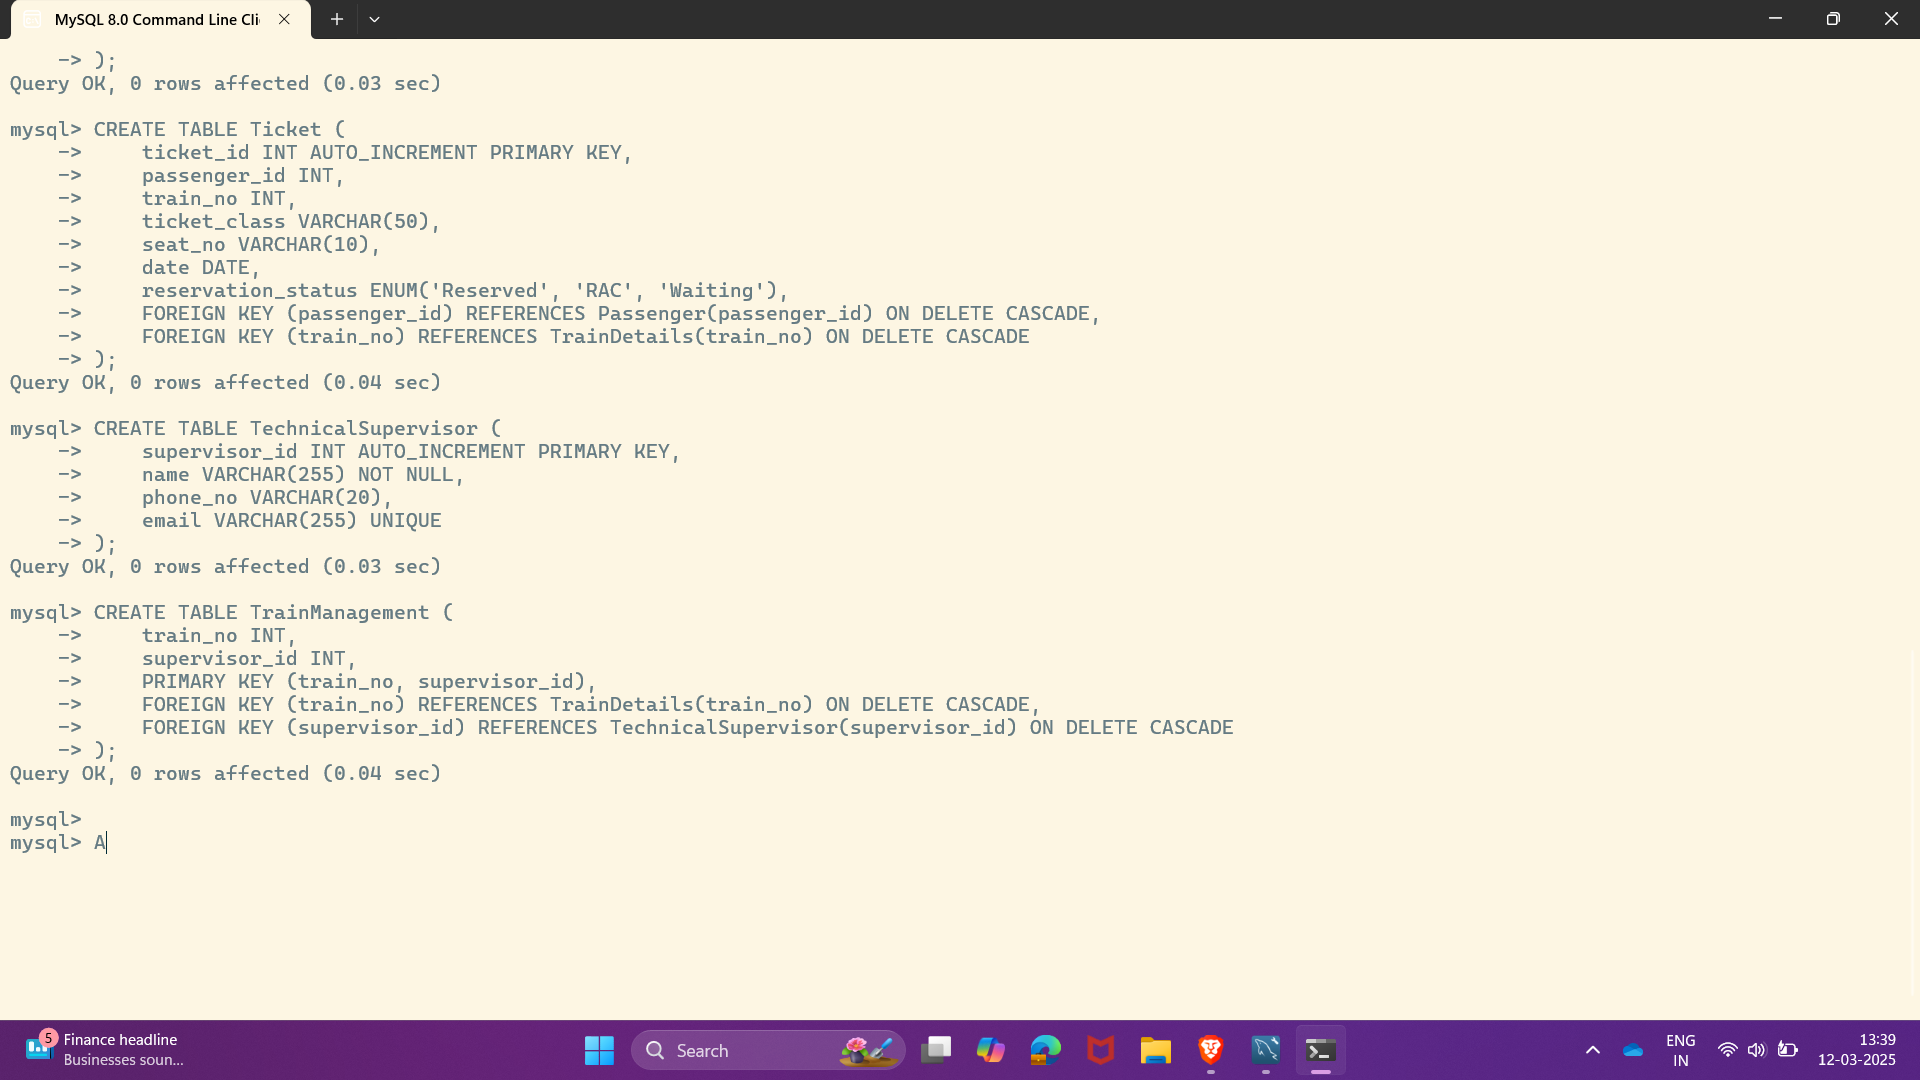 MySQL 8.0 Command Line Cli
    -> );
Query OK, 0 rows affected (0.03 sec)
mysql> CREATE TABLE Ticket (
    ->     ticket_id INT AUTO_INCREMENT PRIMARY KEY,
    ->     passenger_id INT,
    ->     train_no INT,
    ->     ticket_class VARCHAR(50),
    ->     seat_no VARCHAR(10),
    ->     date DATE,
    ->     reservation_status ENUM('Reserved', 'RAC', 'Waiting'),
    ->     FOREIGN KEY (passenger_id) REFERENCES Passenger(passenger_id) ON DELETE CASCADE,
    ->     FOREIGN KEY (train_no) REFERENCES TrainDetails(train_no) ON DELETE CASCADE
    -> );
Query OK, 0 rows affected (0.04 sec)
mysql> CREATE TABLE TechnicalSupervisor (
    ->     supervisor_id INT AUTO_INCREMENT PRIMARY KEY,
    ->     name VARCHAR(255) NOT NULL,
    ->     phone_no VARCHAR(20),
    ->     email VARCHAR(255) UNIQUE
    -> );
Query OK, 0 rows affected (0.03 sec)
mysql> CREATE TABLE TrainManagement (
    ->     train_no INT,
    ->     supervisor_id INT,
    ->     PRIMARY KEY (train_no, supervisor_id),
    ->     FOREIGN KEY (train_no) REFERENCES TrainDetails(train_no) ON DELETE CASCADE,
    ->     FOREIGN KEY (supervisor_id) REFERENCES TechnicalSupervisor(supervisor_id) ON DELETE CASCADE
    -> );
Query OK, 0 rows affected (0.04 sec)
mysql>
mysql> A
5
Finance headline
Businesses soun...
Search
ENG
IN
13:39
12-03-2025